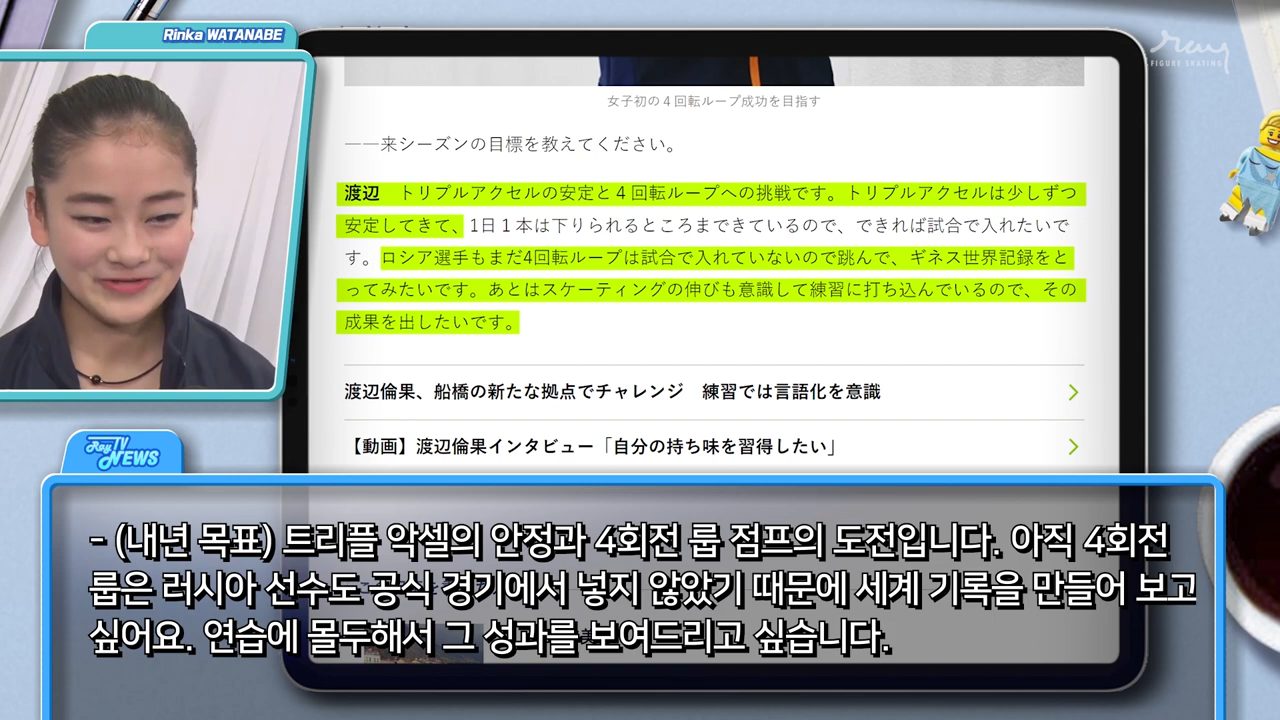 Rinka WATANABE
ray
FIGURE SKATING
女子初の4回転ループ成功を目指す
――来シーズンの目標を教えてください。
渡辺　トリプルアクセルの安定と4回転ループへの挑戦です。トリプルアクセルは少しずつ
安定してきて、1日1本は下りられるところまできているので、できれば試合で入れたいで
す。ロシア選手もまだ4回転ループは試合で入れていないので跳んで、ギネス世界記録をと
ってみたいです。あとはスケーティングの伸びも意識して練習に打ち込んでいるので、その
成果を出したいです。
渡辺倫果、船橋の新たな拠点でチャレンジ　練習では言語化を意識
【動画】渡辺倫果インタビュー「自分の持ち味を習得したい」
RayTV
NEWS
- (내년 목표) 트리플 악셀의 안정과 4회전 룹 점프의 도전입니다. 아직 4회전
룹은 러시아 선수도 공식 경기에서 넣지 않았기 때문에 세계 기록을 만들어 보고
싶어요. 연습에 몰두해서 그 성과를 보여드리고 싶습니다.